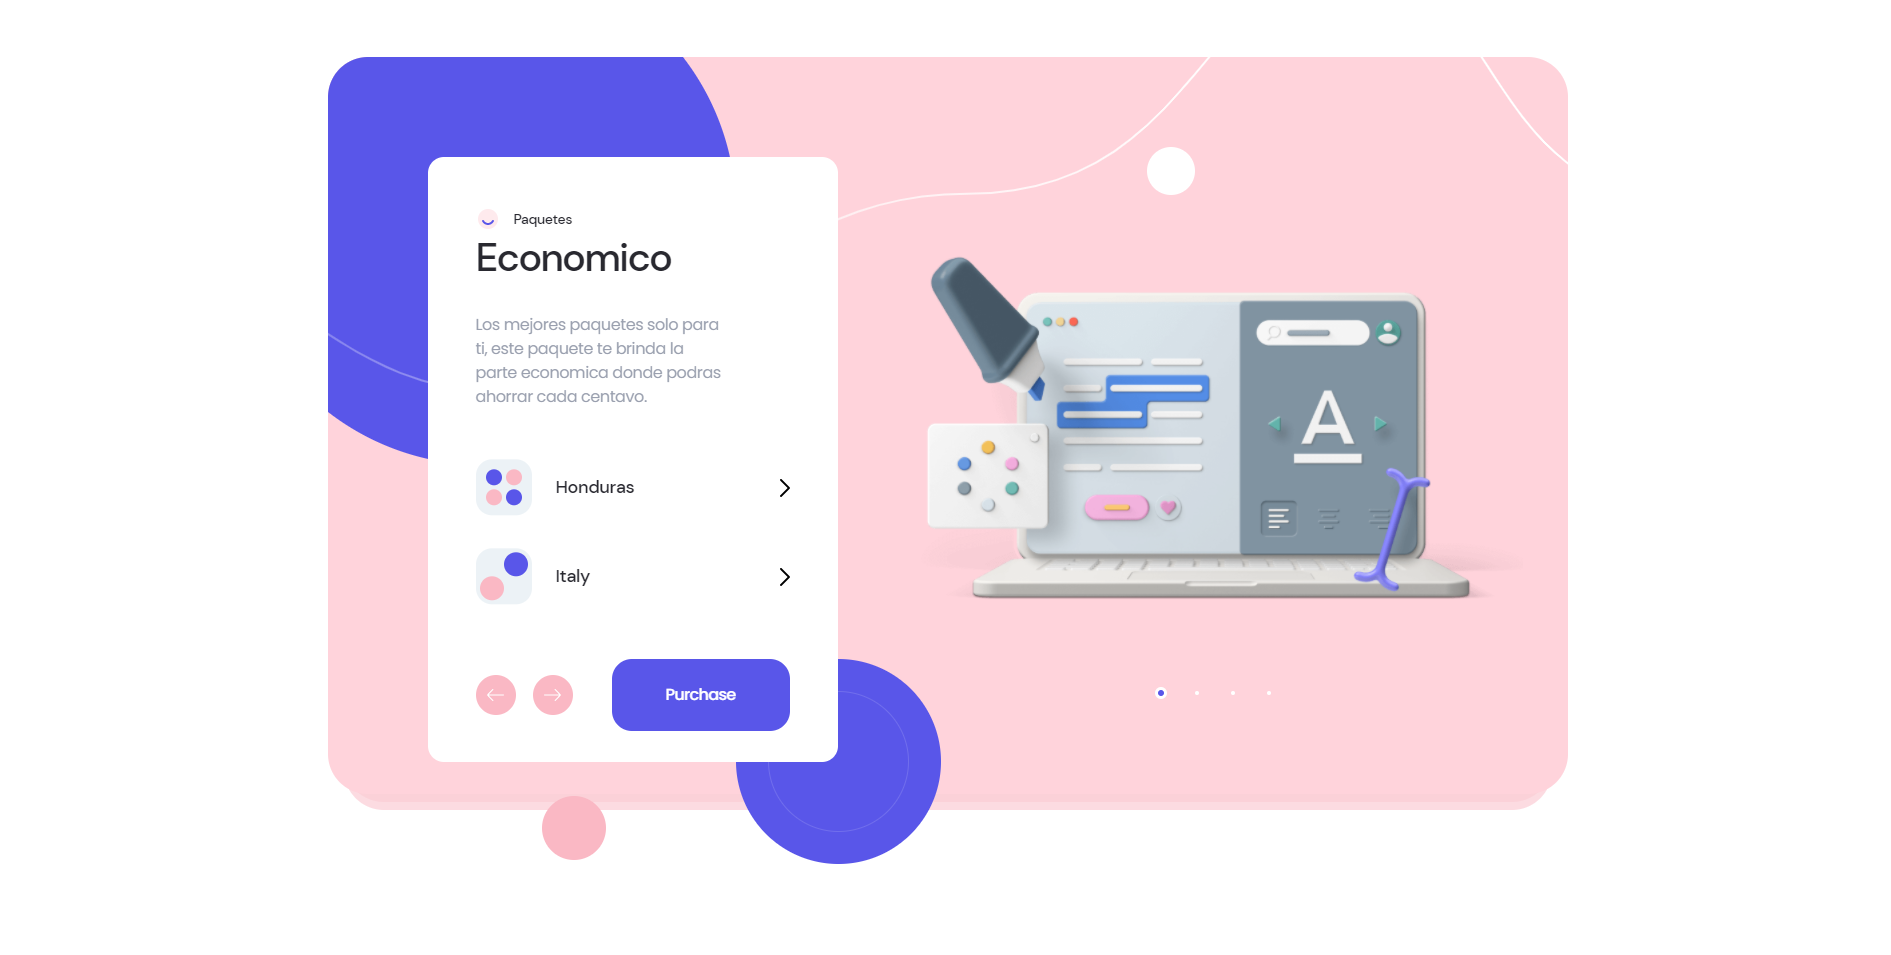 Paquetes
Economico
Los mejores paquetes solo para
ti, este paquete te brinda la
parte economica donde podras
ahorrar cada centavo.
Honduras
Italy
Purchase
A